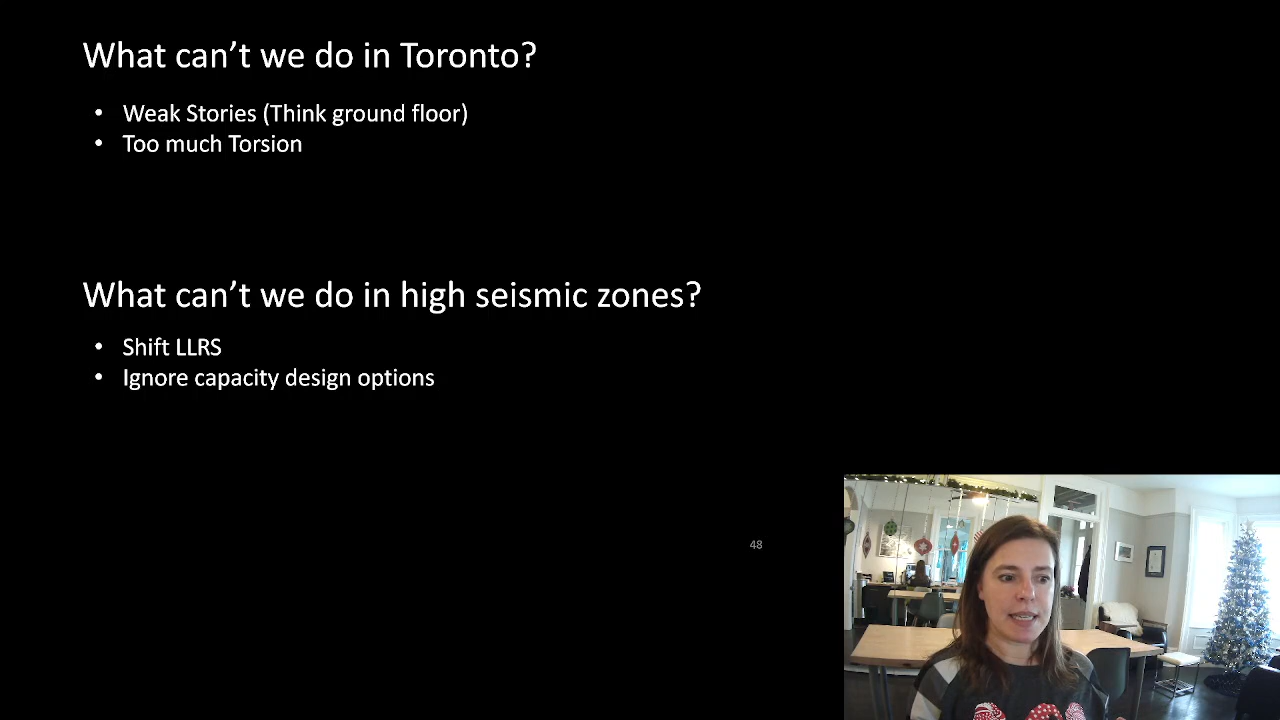 What can’t we do in Toronto?
• Weak Stories (Think ground floor)
• Too much Torsion
What can’t we do in high seismic zones?
• Shift LLRS
• Ignore capacity design options
48